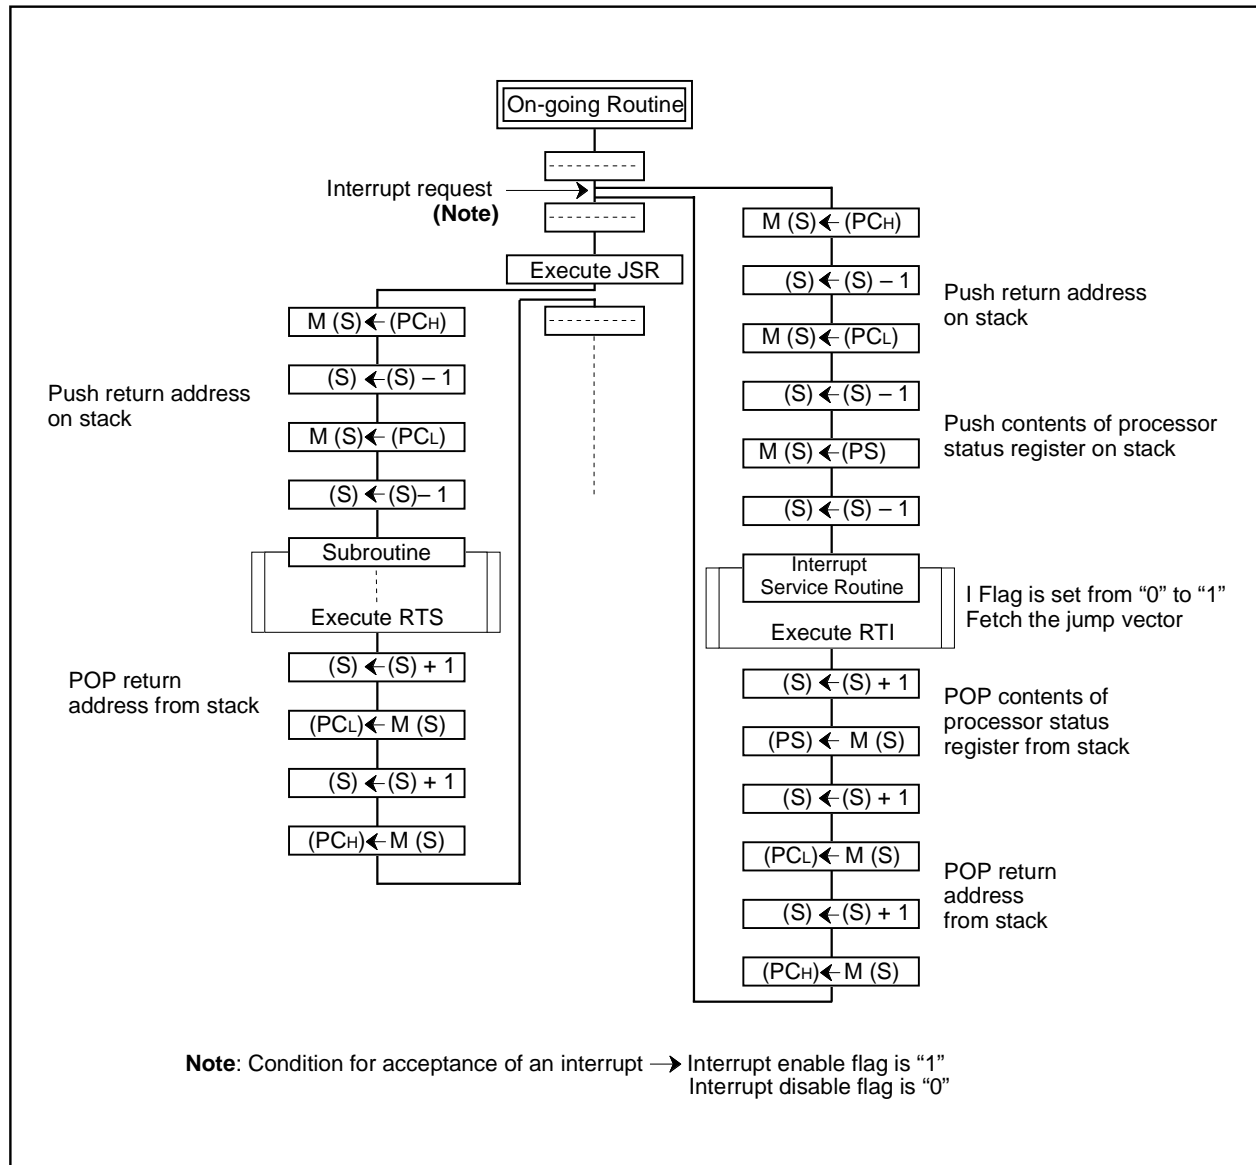 On-going Routine
Interrupt request
(Note)
Execute JSR
M (S) ← (PCH)
(S) ← (S) – 1
M (S) ← (PCL)
(S) ← (S)– 1
Push return address
on stack
Subroutine
Execute RTS
(S) ← (S) + 1
(PCL) ← M (S)
(S) ← (S) + 1
(PCH) ← M (S)
POP return
address from stack
M (S) ← (PCH)
(S) ← (S) – 1
M (S) ← (PCL)
(S) ← (S) – 1
M (S) ← (PS)
(S) ← (S) – 1
Push return address
on stack
Push contents of processor
status register on stack
Interrupt
Service Routine
Execute RTI
I Flag is set from “0” to “1”
Fetch the jump vector
(S) ← (S) + 1
(PS) ← M (S)
(S) ← (S) + 1
(PCL) ← M (S)
(S) ← (S) + 1
(PCH) ← M (S)
POP contents of
processor status
register from stack
POP return
address
from stack
Note: Condition for acceptance of an interrupt → Interrupt enable flag is “1”
Interrupt disable flag is “0”